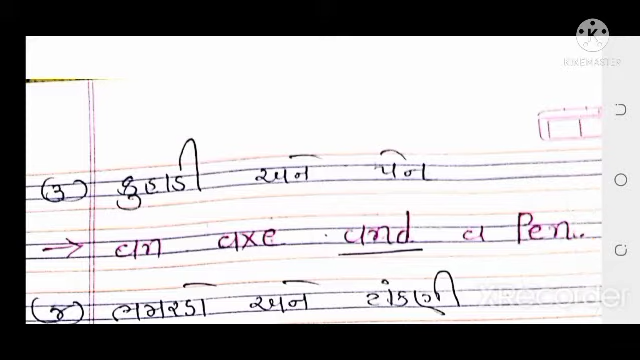 KINEMASTER
(૩) કુહાડી અને પેન
→ an axe and a Pen.
(૪) ભમરડો અને ટાંકણી
XRecorder